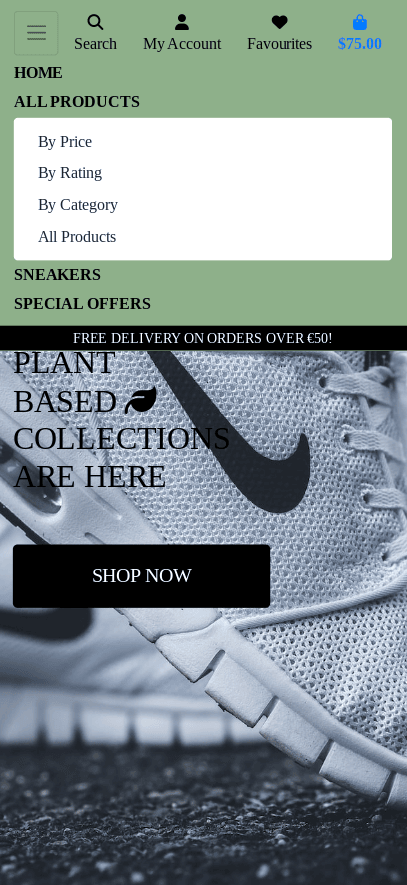 Search
My Account
Favourites
$75.00
HOME
ALL PRODUCTS
By Price
By Rating
By Category
All Products
SNEAKERS
SPECIAL OFFERS
FREE DELIVERY ON ORDERS OVER €50!
PLANT
BASED
COLLECTIONS
ARE HERE
SHOP NOW